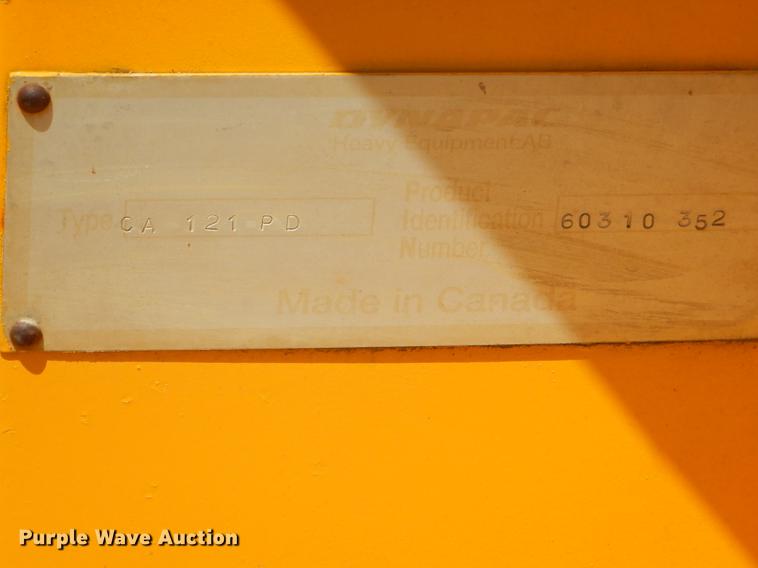 DYNAPAC
Heavy Equipment AB
Type CA 121 PD
Product Identification Number 60310 352
Made in Canada
Purple Wave Auction